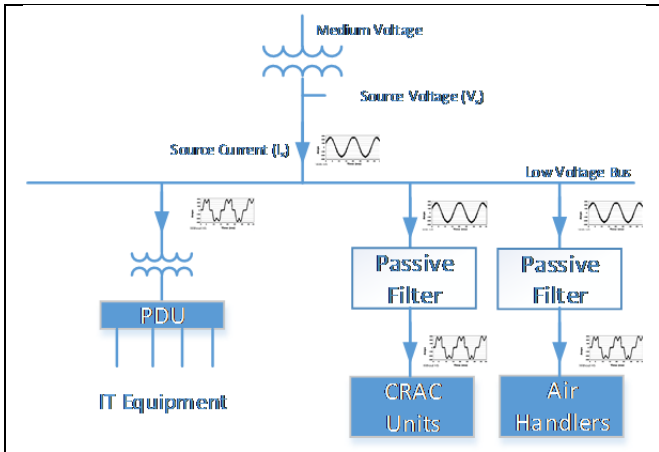 Medium Voltage
Source Voltage (Vs)
Source Current (Is)
Low Voltage Bus
Passive
Filter
Passive
Filter
PDU
IT Equipment
CRAC
Units
Air
Handlers